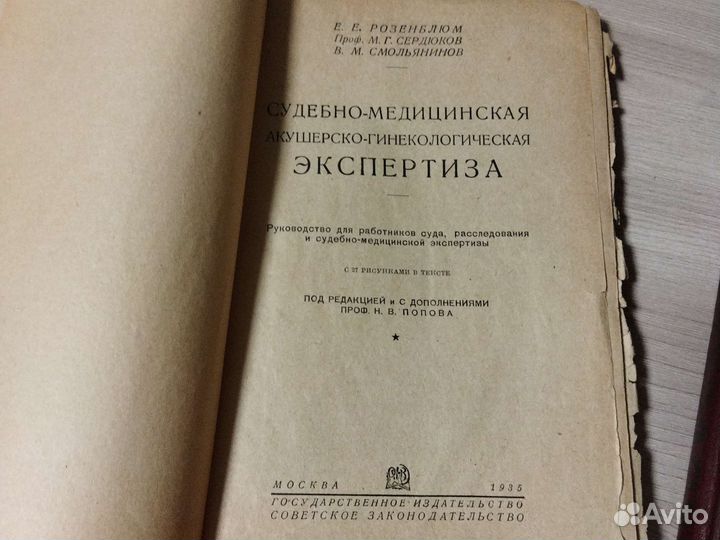 Е. Е. РОЗЕНБЛЮМ
Проф. М. Г. СЕРДЮКОВ
В. М. СМОЛЬЯНИНОВ
СУДЕБНО-МЕДИЦИНСКАЯ
АКУШЕРСКО-ГИНЕКОЛОГИЧЕСКАЯ
ЭКСПЕРТИЗА
Руководство для работников суда, расследования
и судебно-медицинской экспертизы
С 27 РИСУНКАМИ В ТЕКСТЕ
ПОД РЕДАКЦИЕЙ и С ДОПОЛНЕНИЯМИ
ПРОФ. Н. В. ПОПОВА
МОСКВА 1935
ГОСУДАРСТВЕННОЕ ИЗДАТЕЛЬСТВО
СОВЕТСКОЕ ЗАКОНОДАТЕЛЬСТВО
Avito